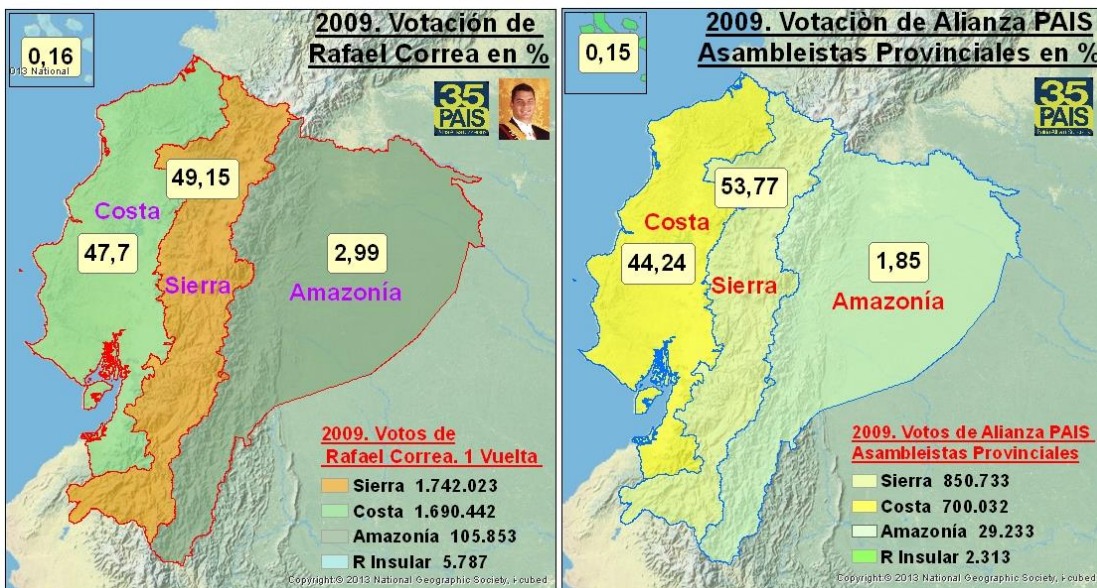 2009. Votación de
Rafael Correa en %
0,16
013 National
35
PAIS
49,15
Costa
47,7
2,99
Sierra
Amazonía
2009. Votos de
Rafael Correa. 1 Vuelta
Sierra 1.742.023
Costa 1.690.442
Amazonía 105.853
R Insular 5.787
Copyright:© 2013 National Geographic Society, i-cubed
2009. Votación de Alianza PAIS
Asambleistas Provinciales en %
0,15
35
PAIS
53,77
Costa
44,24
1,85
Sierra
Amazonía
2009. Votos de Alianza PAIS
Asambleistas Provinciales
Sierra 850.733
Costa 700.032
Amazonía 29.233
R Insular 2.313
Copyright:© 2013 National Geographic Society, i-cubed